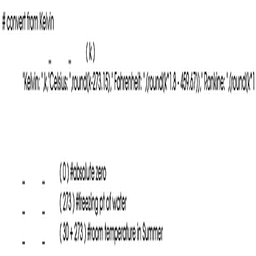 # convert from Kelvin
_ _ ( k )
"Kelvin: ",k,"Celsius: ",round(k-273.15)," Fahrenheit: ",round(k*1.8 - 459.67))," Rankine: ",round(k*1
_ _ ( 0 ) #absolute zero
_ _ ( 273 ) #freezing pt of water
_ _ ( 30 + 273 ) #room temperature in Summer